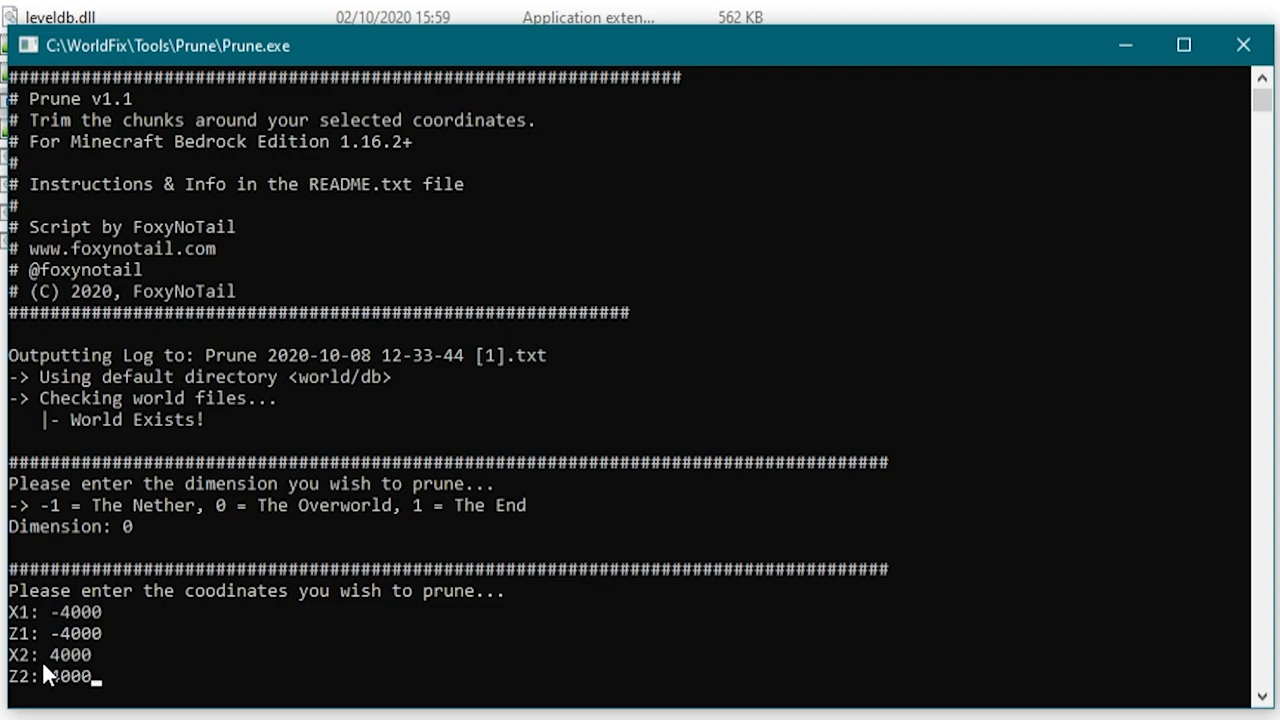 leveldb.dll 02/10/2020 15:59 Application exten... 562 KB
C:\WorldFix\Tools\Prune\Prune.exe
#################################################################
# Prune v1.1
# Trim the chunks around your selected coordinates.
# For Minecraft Bedrock Edition 1.16.2+
#
# Instructions & Info in the README.txt file
#
# Script by FoxyNoTail
# www.foxynotail.com
# @foxynotail
# (C) 2020, FoxyNoTail
############################################################
Outputting Log to: Prune 2020-10-08 12-33-44 [1].txt
-> Using default directory <world/db>
-> Checking world files...
|- World Exists!
#####################################################################################
Please enter the dimension you wish to prune...
-> -1 = The Nether, 0 = The Overworld, 1 = The End
Dimension: 0
#####################################################################################
Please enter the coodinates you wish to prune...
X1: -4000
Z1: -4000
X2: 4000
Z2: 4000_